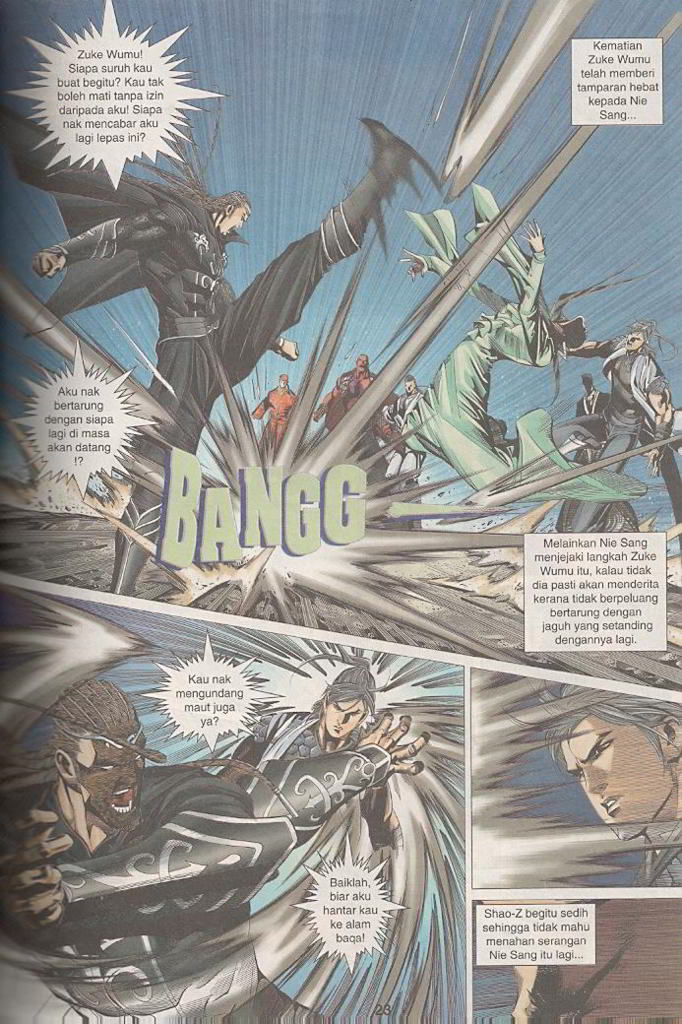 Zuke Wumu!
Siapa suruh kau
buat begitu? Kau tak
boleh mati tanpa izin
daripada aku! Siapa
nak mencabar aku
lagi lepas ini?
Kematian
Zuke Wumu
telah memberi
tamparan hebat
kepada Nie
Sang...
Aku nak
bertarung
dengan siapa
lagi di masa
akan datang
!?
BANGG
Melainkan Nie Sang
menjejaki langkah Zuke
Wumu itu, kalau tidak
dia pasti akan menderita
kerana tidak berpeluang
bertarung dengan
jaguh yang setanding
dengannya lagi.
Kau nak
mengundang
maut juga
ya?
Baiklah,
biar aku
hantar kau
ke alam
baqa!
Shao-Z begitu sedih
sehingga tidak mahu
menahan serangan
Nie Sang itu lagi...
23